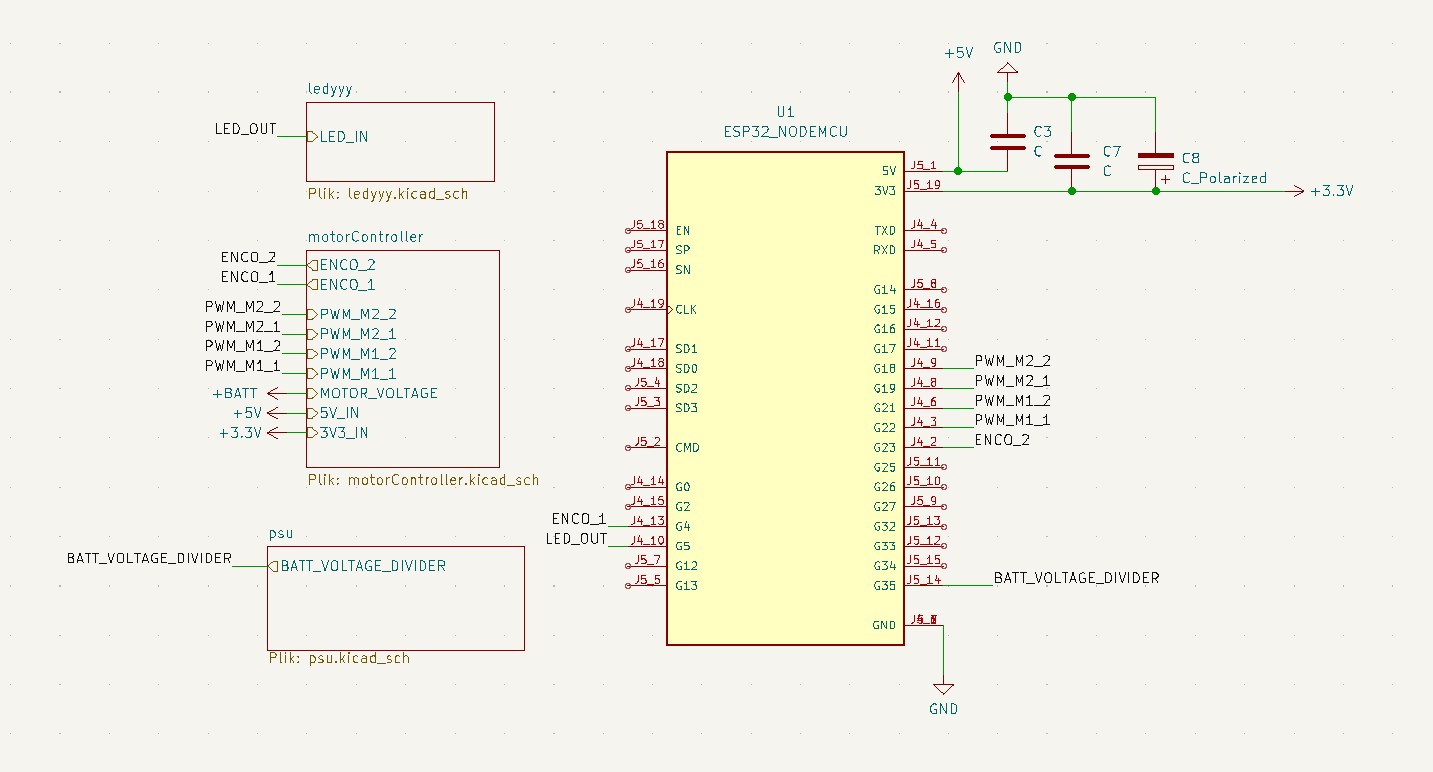 ledyyy
LED_OUT
LED_IN
Plik: ledyyy.kicad_sch
motorController
ENCO_2
ENCO_2
ENCO_1
ENCO_1
PWM_M2_2
PWM_M2_2
PWM_M2_1
PWM_M2_1
PWM_M1_2
PWM_M1_2
PWM_M1_1
PWM_M1_1
+BATT
MOTOR_VOLTAGE
+5V
5V_IN
+3.3V
3V3_IN
Plik: motorController.kicad_sch
psu
BATT_VOLTAGE_DIVIDER
BATT_VOLTAGE_DIVIDER
Plik: psu.kicad_sch
U1
ESP32_NODEMCU
J5_18 EN
J5_17 SP
J5_16 SN
J4_19 CLK
J4_17 SD1
J4_18 SD0
J5_4 SD2
J5_3 SD3
J5_2 CMD
J4_14 G0
J4_15 G2
ENCO_1 J4_13 G4
LED_OUT J4_10 G5
J5_7 G12
J5_5 G13
5V J5_1
3V3 J5_19
TXD J4_4
RXD J4_5
G14 J5_8
G15 J4_16
G16 J4_12
G17 J4_11
G18 J4_9 PWM_M2_2
G19 J4_8 PWM_M2_1
G21 J4_6 PWM_M1_2
G22 J4_3 PWM_M1_1
G23 J4_2 ENCO_2
G25 J5_11
G26 J5_10
G27 J5_9
G32 J5_13
G33 J5_12
G34 J5_15
G35 J5_14 BATT_VOLTAGE_DIVIDER
GND
GND
+5V
GND
C3
C
C7
C
C8
C_Polarized
+
+3.3V